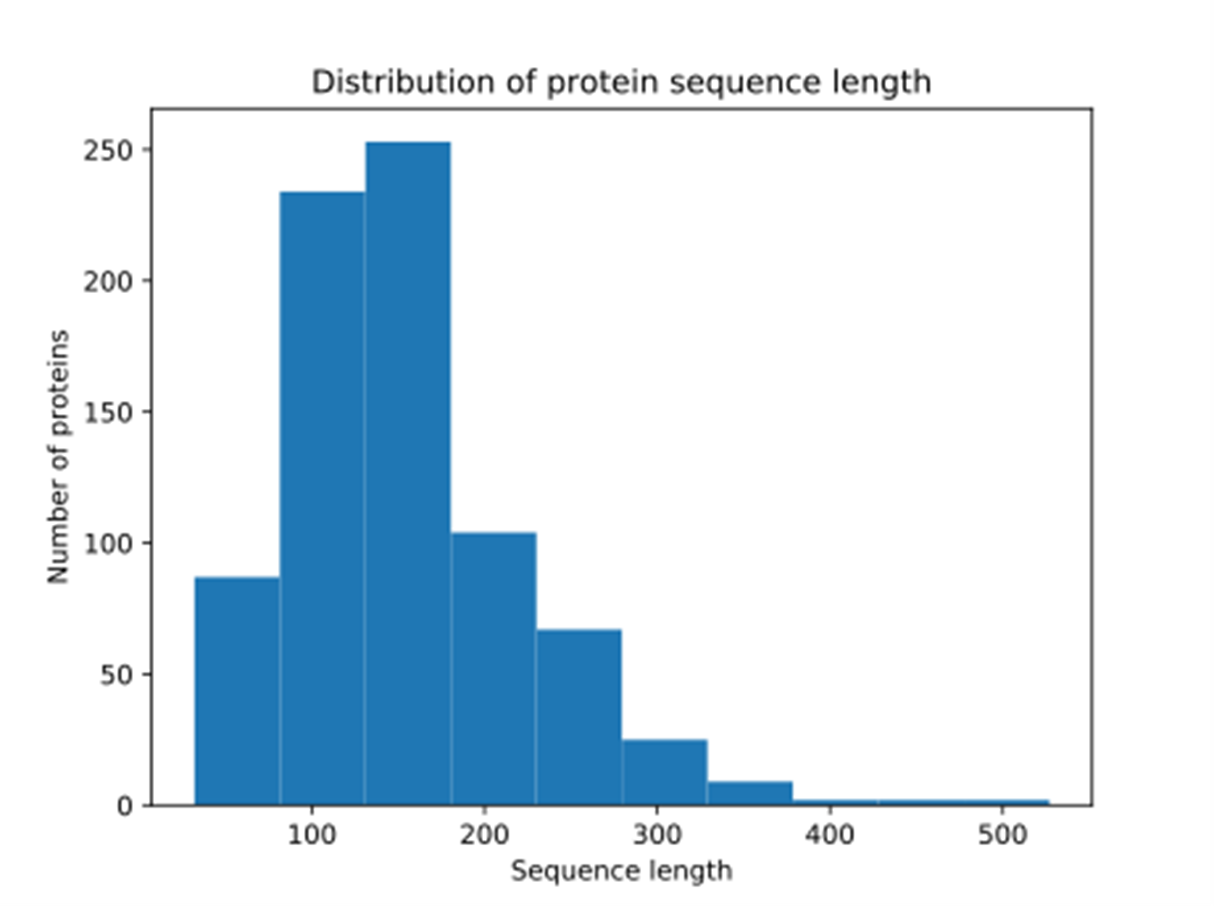 Distribution of protein sequence length
250
200
150
100
50
0
Number of proteins
100 200 300 400 500
Sequence length